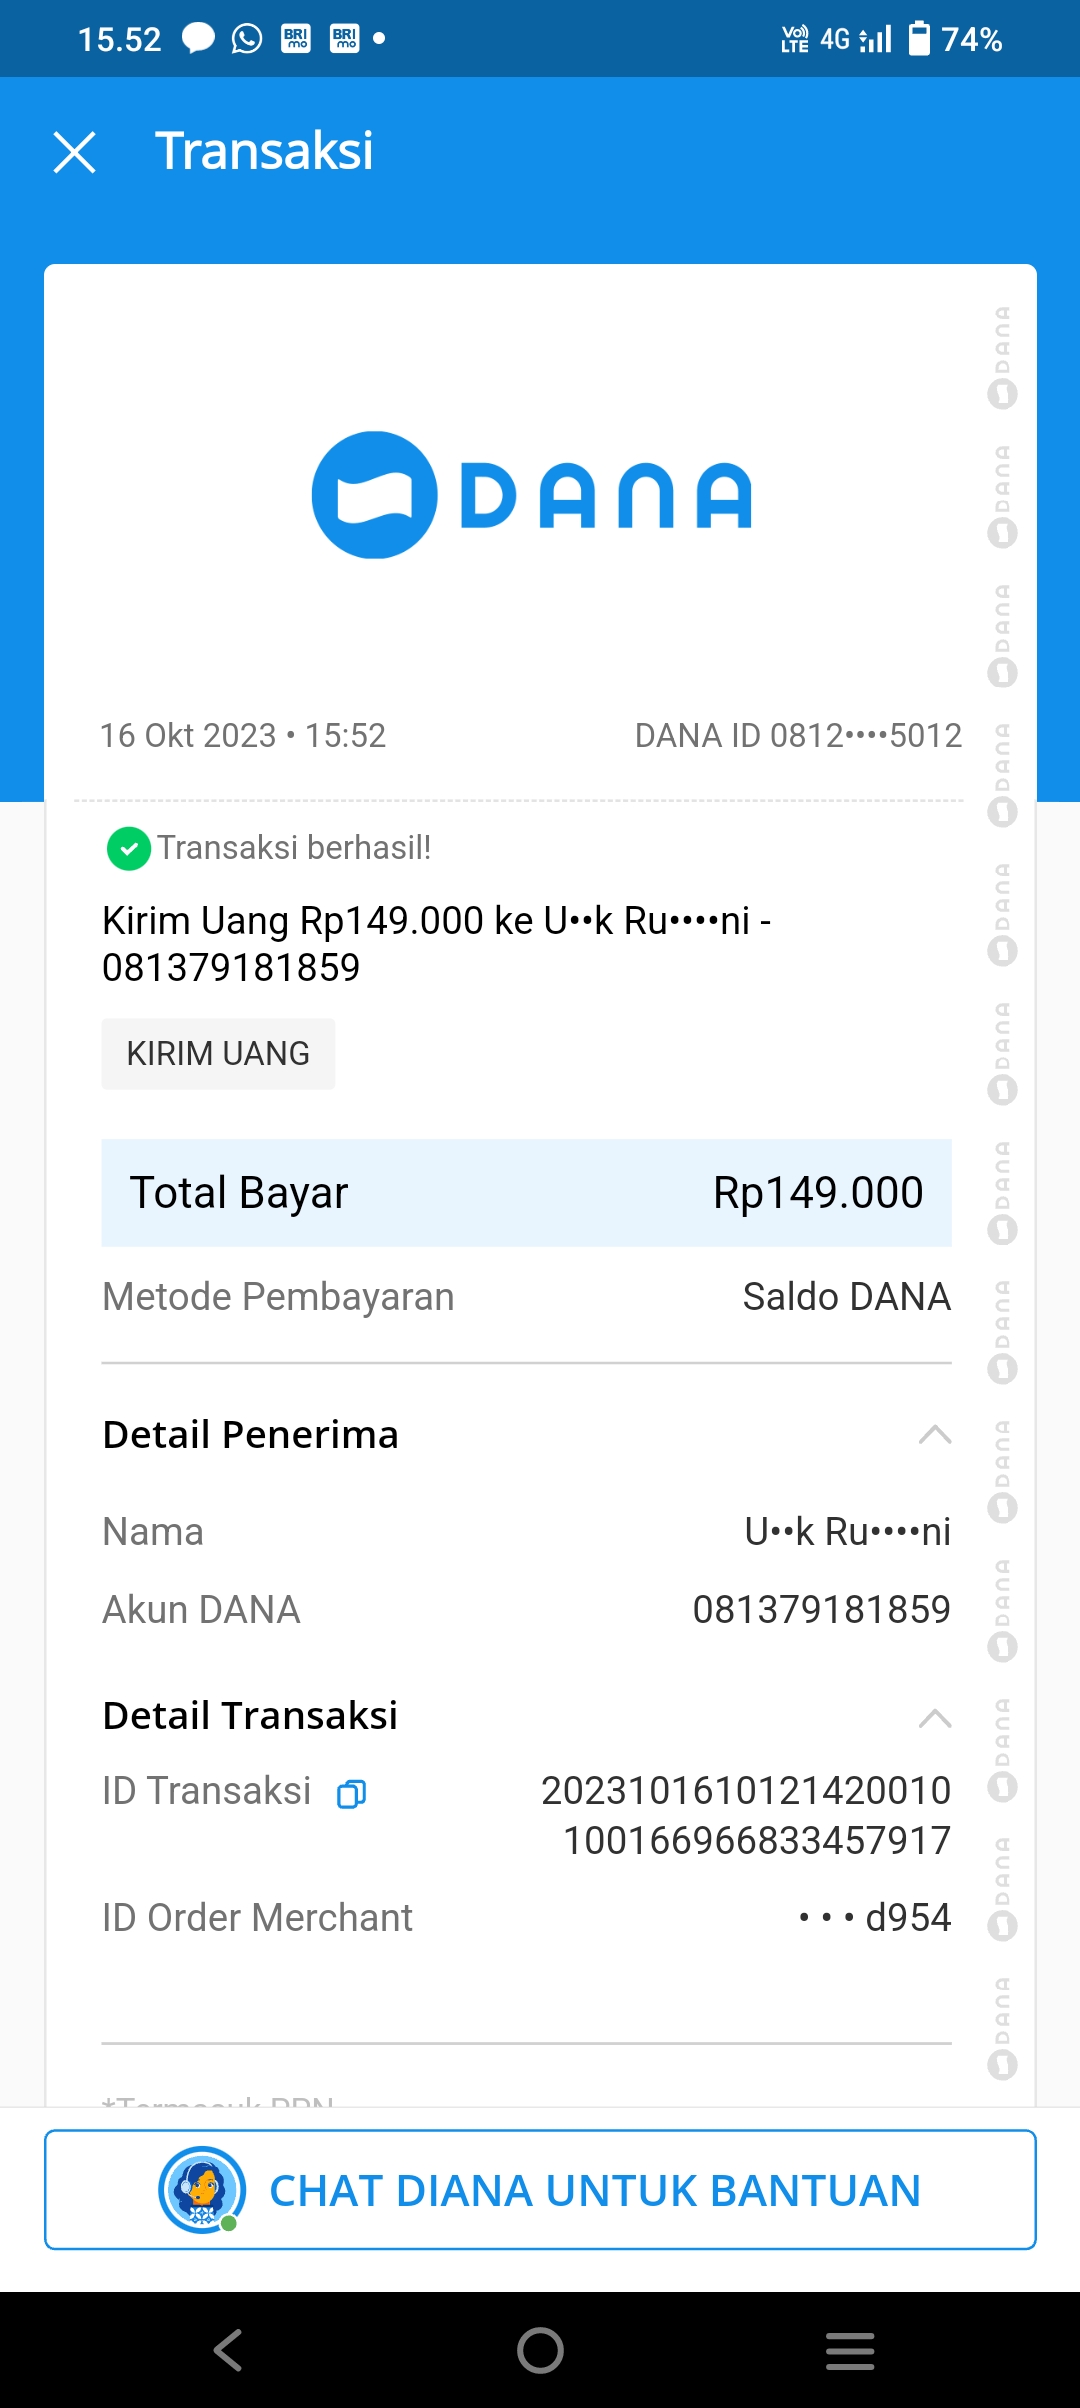 15.52 BRI mo BRI mo Vo)) LTE 4G 74%
Transaksi
DANA
16 Okt 2023 • 15:52 DANA ID 0812••••5012
Transaksi berhasil!
Kirim Uang Rp149.000 ke U••k Ru••••ni -
081379181859
KIRIM UANG
Total Bayar Rp149.000
Metode Pembayaran Saldo DANA
Detail Penerima
Nama U••k Ru••••ni
Akun DANA 081379181859
Detail Transaksi
ID Transaksi 2023101610121420010
100166966833457917
ID Order Merchant • • • d954
*Termasuk PPN
CHAT DIANA UNTUK BANTUAN
DANA
DANA
DANA
DANA
DANA
DANA
DANA
DANA
DANA
DANA
DANA
DANA
DANA